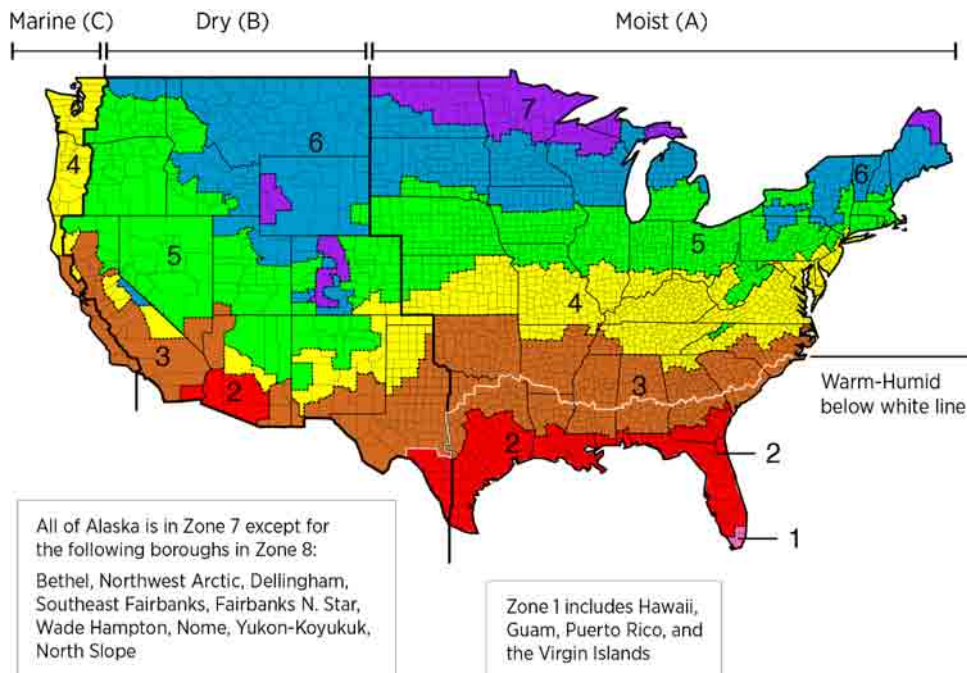 Marine (C)
Dry (B)
Moist (A)
7
6
4
6
5
5
4
3
3
2
2
Warm-Humid
below white line
2
1
All of Alaska is in Zone 7 except for
the following boroughs in Zone 8:
Bethel, Northwest Arctic, Dellingham,
Southeast Fairbanks, Fairbanks N. Star,
Wade Hampton, Nome, Yukon-Koyukuk,
North Slope
Zone 1 includes Hawaii,
Guam, Puerto Rico, and
the Virgin Islands